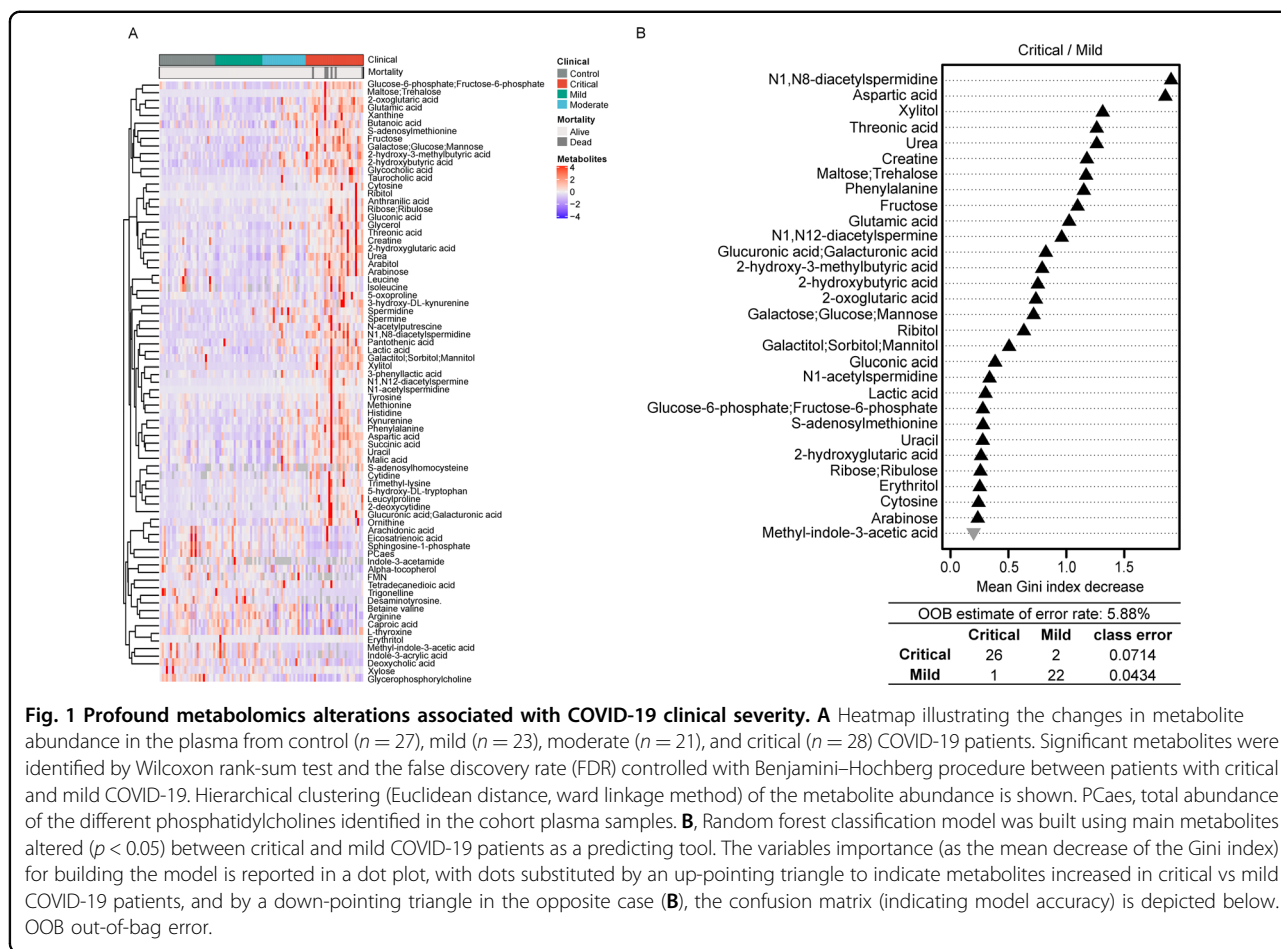 A
Clinical
Mortality
Glucose-6-phosphate;Fructose-6-phosphate
Maltose;Trehalose
2-oxoglutaric acid
Glutamic acid
Xanthine
Butanoic acid
S-adenosylmethionine
Fructose
Galactose;Glucose;Mannose
2-hydroxy-3-methylbutyric acid
2-hydroxybutyric acid
Glycocholic acid
Taurocholic acid
Cytosine
Ribitol
Anthranilic acid
Ribose;Ribulose
Gluconic acid
Glycerol
Threonic acid
Creatine
2-hydroxyglutaric acid
Urea
Arabitol
Arabinose
Leucine
Isoleucine
5-oxoproline
3-hydroxy-DL-kynurenine
Spermidine
Spermine
N-acetylputrescine
N1,N8-diacetylspermidine
Pantothenic acid
Lactic acid
Galactitol;Sorbitol;Mannitol
Xylitol
3-phenyllactic acid
N1,N12-diacetylspermine
N1-acetylspermidine
Tyrosine
Methionine
Histidine
Kynurenine
Phenylalanine
Aspartic acid
Succinic acid
Uracil
Malic acid
S-adenosylhomocysteine
Cytidine
Trimethyl-lysine
5-hydroxy-DL-tryptophan
Leucylproline
2-deoxycytidine
Glucuronic acid;Galacturonic acid
Ornithine
Arachidonic acid
Eicosatrienoic acid
Sphingosine-1-phosphate
PCaes
Indole-3-acetamide
Alpha-tocopherol
FMN
Tetradecanedioic acid
Trigonelline
Desaminotyrosine.
Betaine valine
Arginine
Caproic acid
L-thyroxine
Erythritol
Methyl-indole-3-acetic acid
Indole-3-acrylic acid
Deoxycholic acid
Xylose
Glycerophosphorylcholine
Clinical
Control
Critical
Mild
Moderate
Mortality
Alive
Dead
Metabolites
4
2
0
−2
−4
B
Critical / Mild
N1,N8-diacetylspermidine
Aspartic acid
Xylitol
Threonic acid
Urea
Creatine
Maltose;Trehalose
Phenylalanine
Fructose
Glutamic acid
N1,N12-diacetylspermine
Glucuronic acid;Galacturonic acid
2-hydroxy-3-methylbutyric acid
2-hydroxybutyric acid
2-oxoglutaric acid
Galactose;Glucose;Mannose
Ribitol
Galactitol;Sorbitol;Mannitol
Gluconic acid
N1-acetylspermidine
Lactic acid
Glucose-6-phosphate;Fructose-6-phosphate
S-adenosylmethionine
Uracil
2-hydroxyglutaric acid
Ribose;Ribulose
Erythritol
Cytosine
Arabinose
Methyl-indole-3-acetic acid
0.0 0.5 1.0 1.5
Mean Gini index decrease
OOB estimate of error rate: 5.88%
Critical Mild class error
Critical 26 2 0.0714
Mild 1 22 0.0434
Fig. 1 Profound metabolomics alterations associated with COVID-19 clinical severity. A Heatmap illustrating the changes in metabolite
abundance in the plasma from control (n = 27), mild (n = 23), moderate (n = 21), and critical (n = 28) COVID-19 patients. Significant metabolites were
identified by Wilcoxon rank-sum test and the false discovery rate (FDR) controlled with Benjamini–Hochberg procedure between patients with critical
and mild COVID-19. Hierarchical clustering (Euclidean distance, ward linkage method) of the metabolite abundance is shown. PCaes, total abundance
of the different phosphatidylcholines identified in the cohort plasma samples. B, Random forest classification model was built using main metabolites
altered (p < 0.05) between critical and mild COVID-19 patients as a predicting tool. The variables importance (as the mean decrease of the Gini index)
for building the model is reported in a dot plot, with dots substituted by an up-pointing triangle to indicate metabolites increased in critical vs mild
COVID-19 patients, and by a down-pointing triangle in the opposite case (B), the confusion matrix (indicating model accuracy) is depicted below.
OOB out-of-bag error.